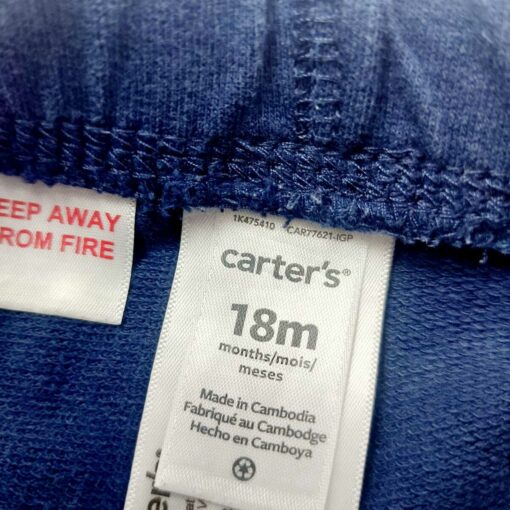 EEP AWAY
ROM FIRE
1K475410 CAR77621-IGP
carter's®
18m
months/mois/
meses
Made in Cambodia
Fabriqué au Cambodge
Hecho en Camboya